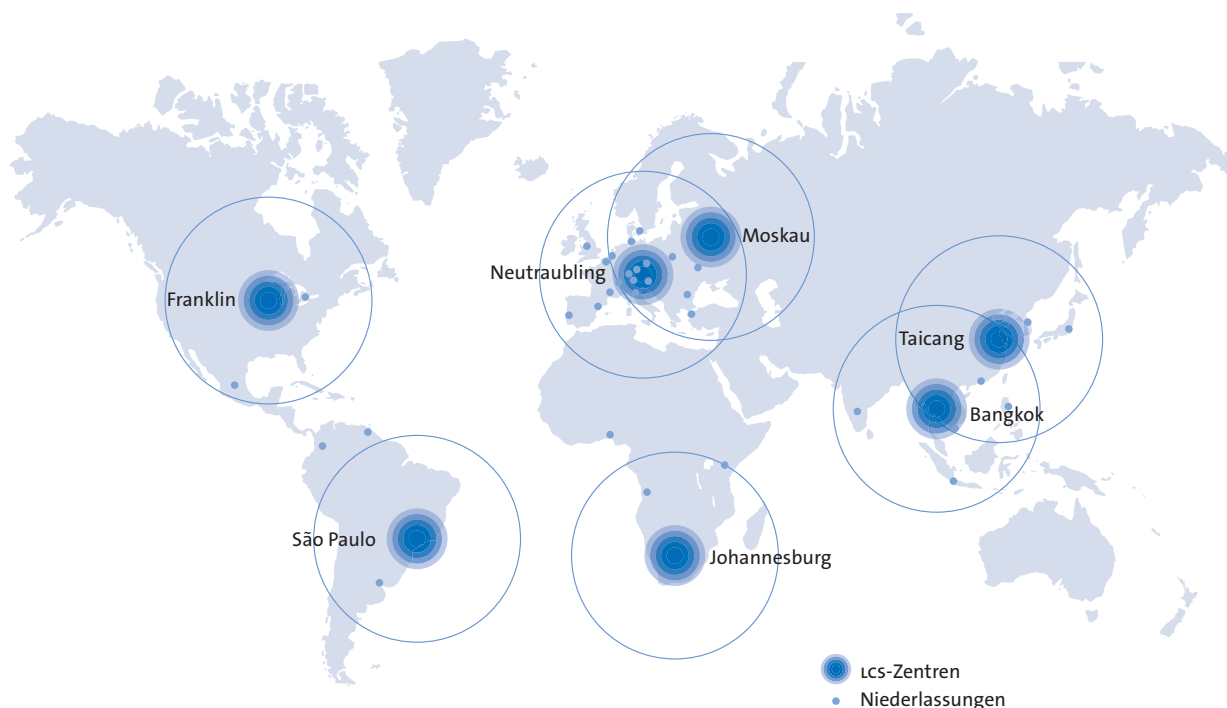 Moskau
Neutraubling
Franklin
Taicang
Bangkok
São Paulo
Johannesburg
LCS-Zentren
Niederlassungen